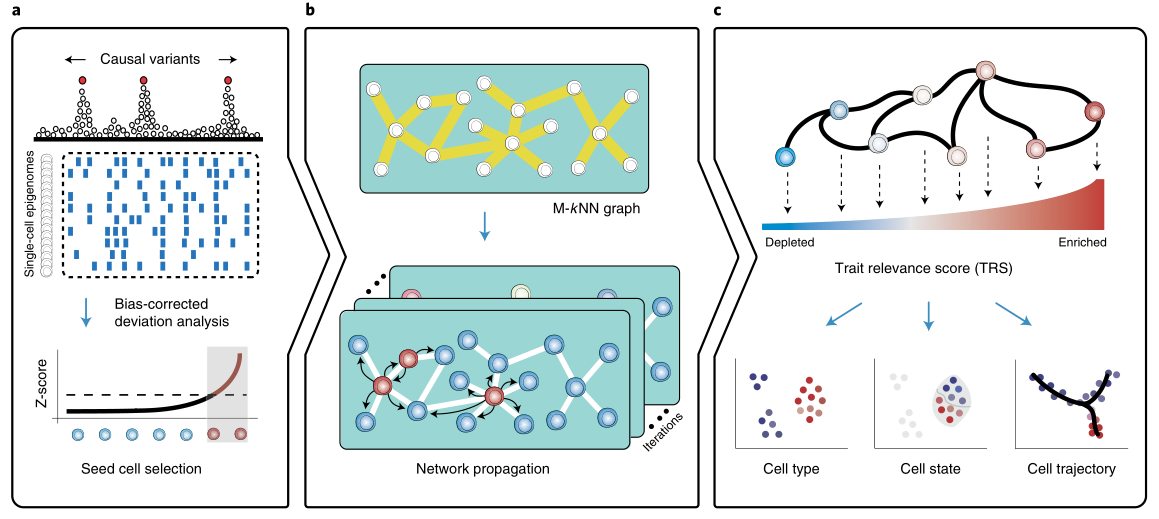 a
Causal variants
Single-cell epigenomes
Bias-corrected
deviation analysis
Z-score
Seed cell selection
b
M-kNN graph
Iterations
Network propagation
c
Depleted
Enriched
Trait relevance score (TRS)
Cell type
Cell state
Cell trajectory